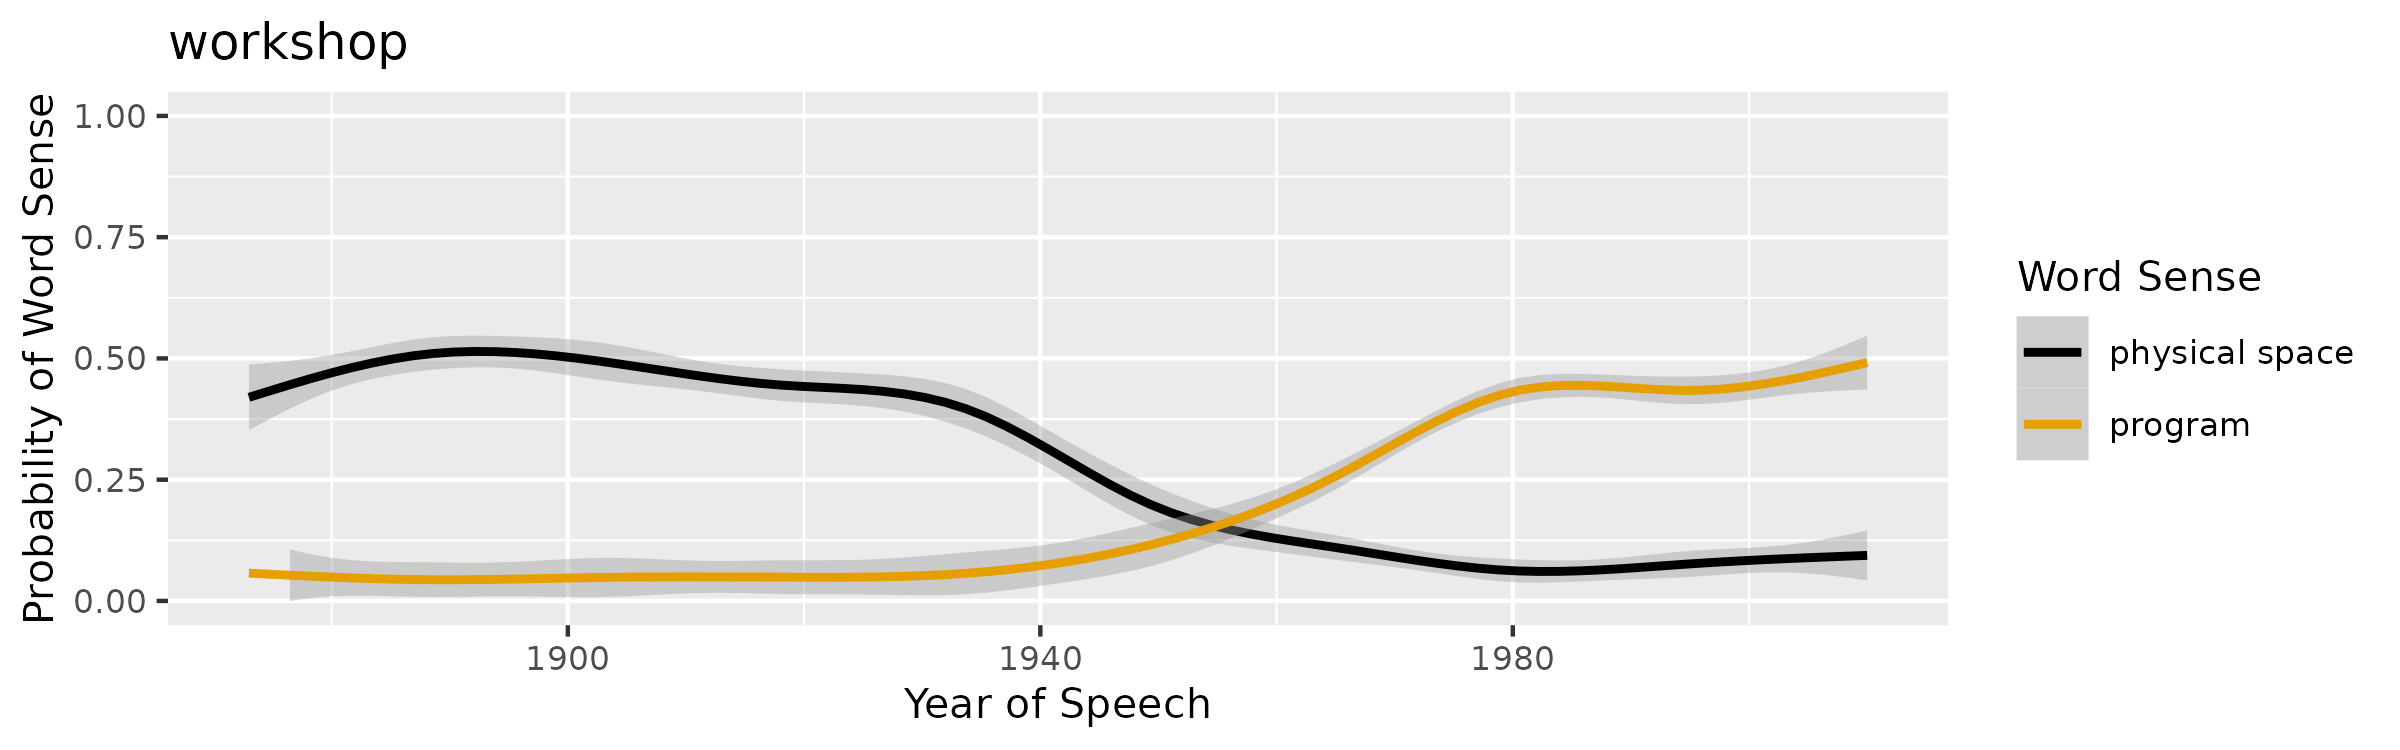 workshop
Probability of Word Sense
1.00
0.75
0.50
0.25
0.00
1900 1940 1980
Year of Speech
Word Sense
physical space
program